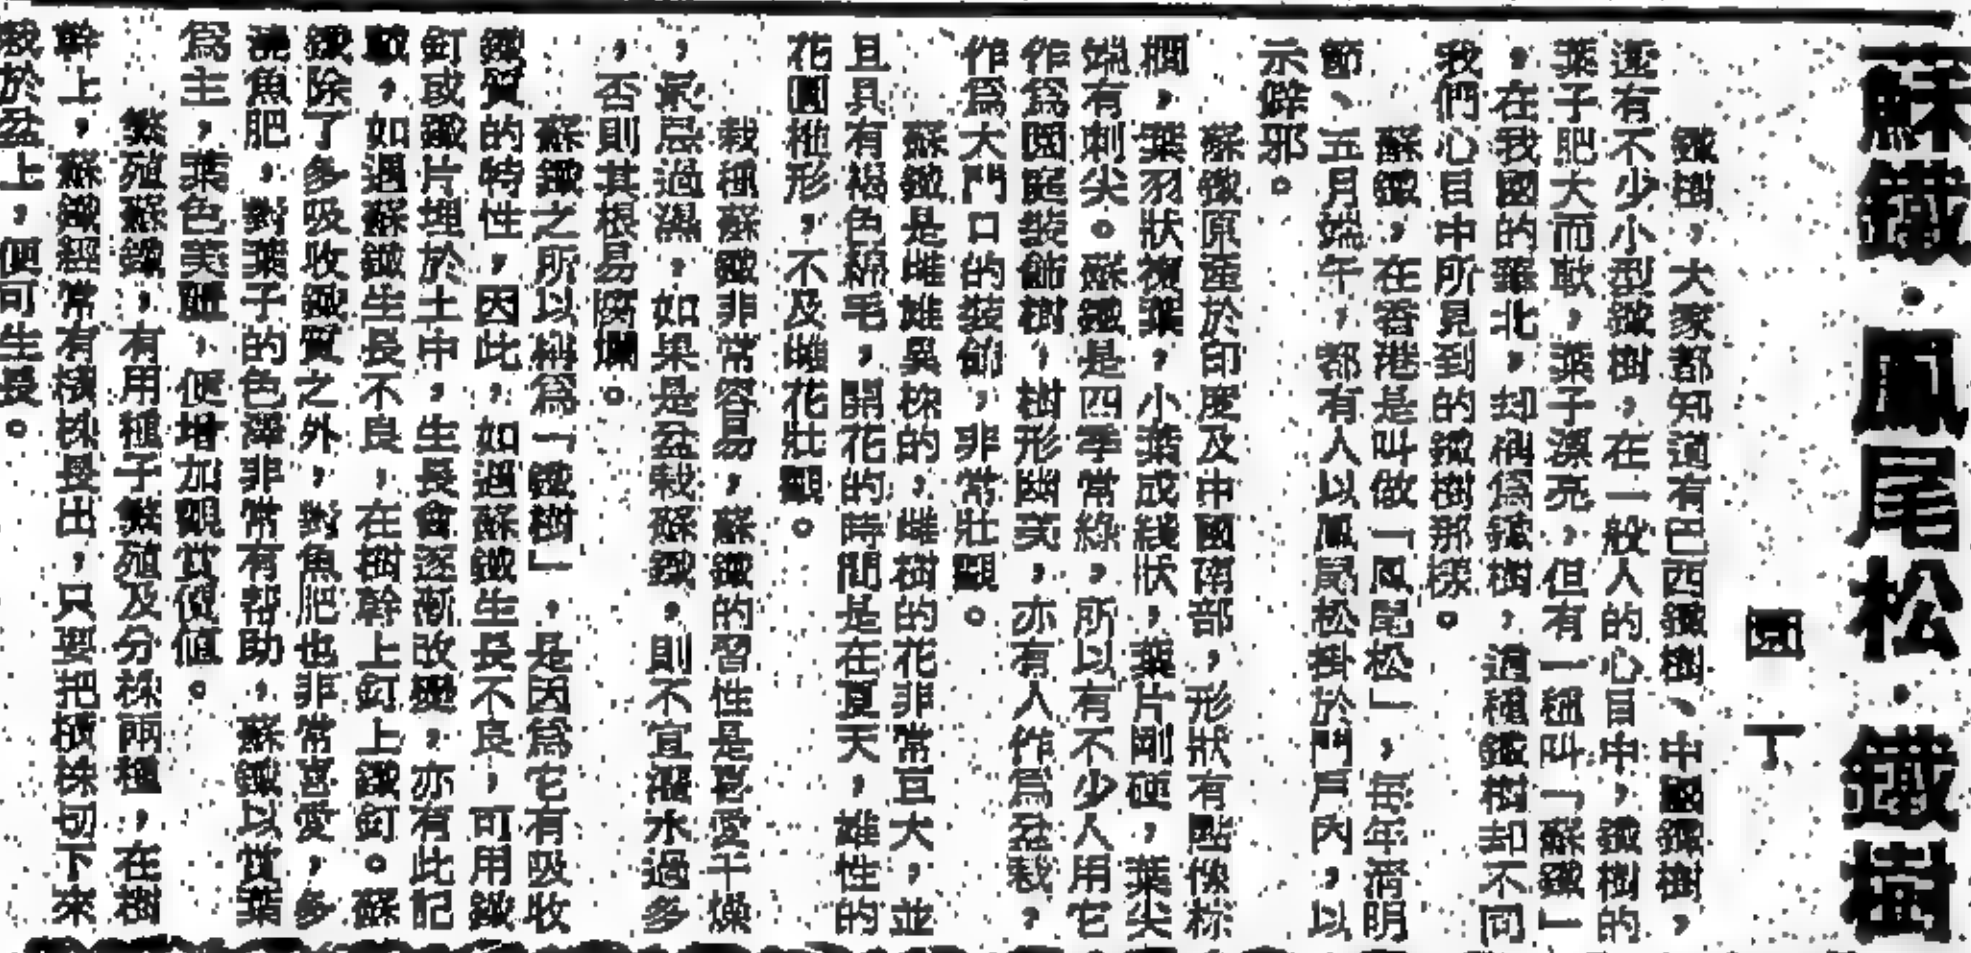 蘇鐵·鳳尾松·鐵樹
園丁
鐵樹，大家都知道有巴西鐵樹、中國鐵樹，
還有不少小型鐵樹，在一般人的心目中，鐵樹的
葉子肥大而軟，葉子漂亮，但有一種叫「蘇鐵」
，在我國的華北，却稱爲鐵樹，這種鐵樹却不同
我們心目中所見到的鐵樹那樣。
蘇鐵，在香港是叫做「鳳尾松」，每年清明
節、五月端午，都有人以鳳尾松掛於門戶內，以
示辟邪。
蘇鐵原產於印度及中國南部，形狀有點像棕
櫚，葉羽狀複葉，小葉成綫狀，葉片剛硬，葉尖
端有刺尖。蘇鐵是四季常綠，所以有不少人用它
作爲園庭裝飾樹，樹形幽美，亦有人作爲盆栽，
作爲大門口的裝飾，非常壯觀。
蘇鐵是雌雄異株的，雌樹的花非常巨大，並
且具有褐色綿毛，開花的時間是在夏天，雄性的
花圓椎形，不及雌花壯觀。
栽種蘇鐵非常容易，蘇鐵的習性是喜愛干燥
，最忌過濕，如果是盆栽蘇鐵，則不宜灑水過多
，否則其根易腐爛。
蘇鐵之所以稱爲「鐵樹」，是因爲它有吸收
鐵質的特性，因此，如遇蘇鐵生長不良，可用鐵
釘或鐵片埋於土中，生長會逐漸改變，亦有此記
載，如遇蘇鐵生長不良，在樹幹上釘上鐵釘。蘇
鐵除了多吸收鐵質之外，對魚肥也非常喜愛，多
澆魚肥，對葉子的色澤非常有帮助，蘇鐵以賞葉
爲主，葉色美麗，便增加觀賞價值。
繁殖蘇鐵，有用種子繁殖及分株兩種，在樹
幹上，蘇鐵經常有櫱株長出，只要把櫱株切下來
栽於盆上，便可生長。